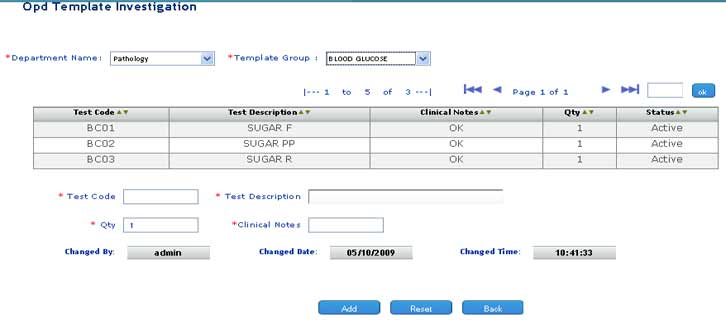 Opd Template Investigation
*Department Name: Pathology *Template Group : BLOOD GLUCOSE
|--- 1 to 5 of 3 ---| Page 1 of 1 ok
Test Code Test Description Clinical Notes Qty Status
BC01 SUGAR F OK 1 Active
BC02 SUGAR PP OK 1 Active
BC03 SUGAR R OK 1 Active
* Test Code * Test Description
* Qty 1 *Clinical Notes
Changed By: admin Changed Date: 05/10/2009 Changed Time: 10:41:33
Add Reset Back